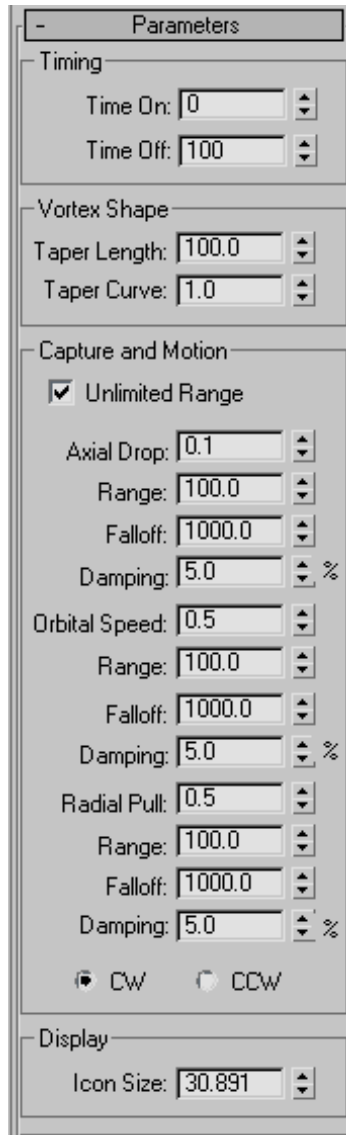 - Parameters
Timing
Time On: 0
Time Off: 100
Vortex Shape
Taper Length: 100.0
Taper Curve: 1.0
Capture and Motion
Unlimited Range
Axial Drop: 0.1
Range: 100.0
Falloff: 1000.0
Damping: 5.0 %
Orbital Speed: 0.5
Range: 100.0
Falloff: 1000.0
Damping: 5.0 %
Radial Pull: 0.5
Range: 100.0
Falloff: 1000.0
Damping: 5.0 %
CW CCW
Display
Icon Size: 30.891